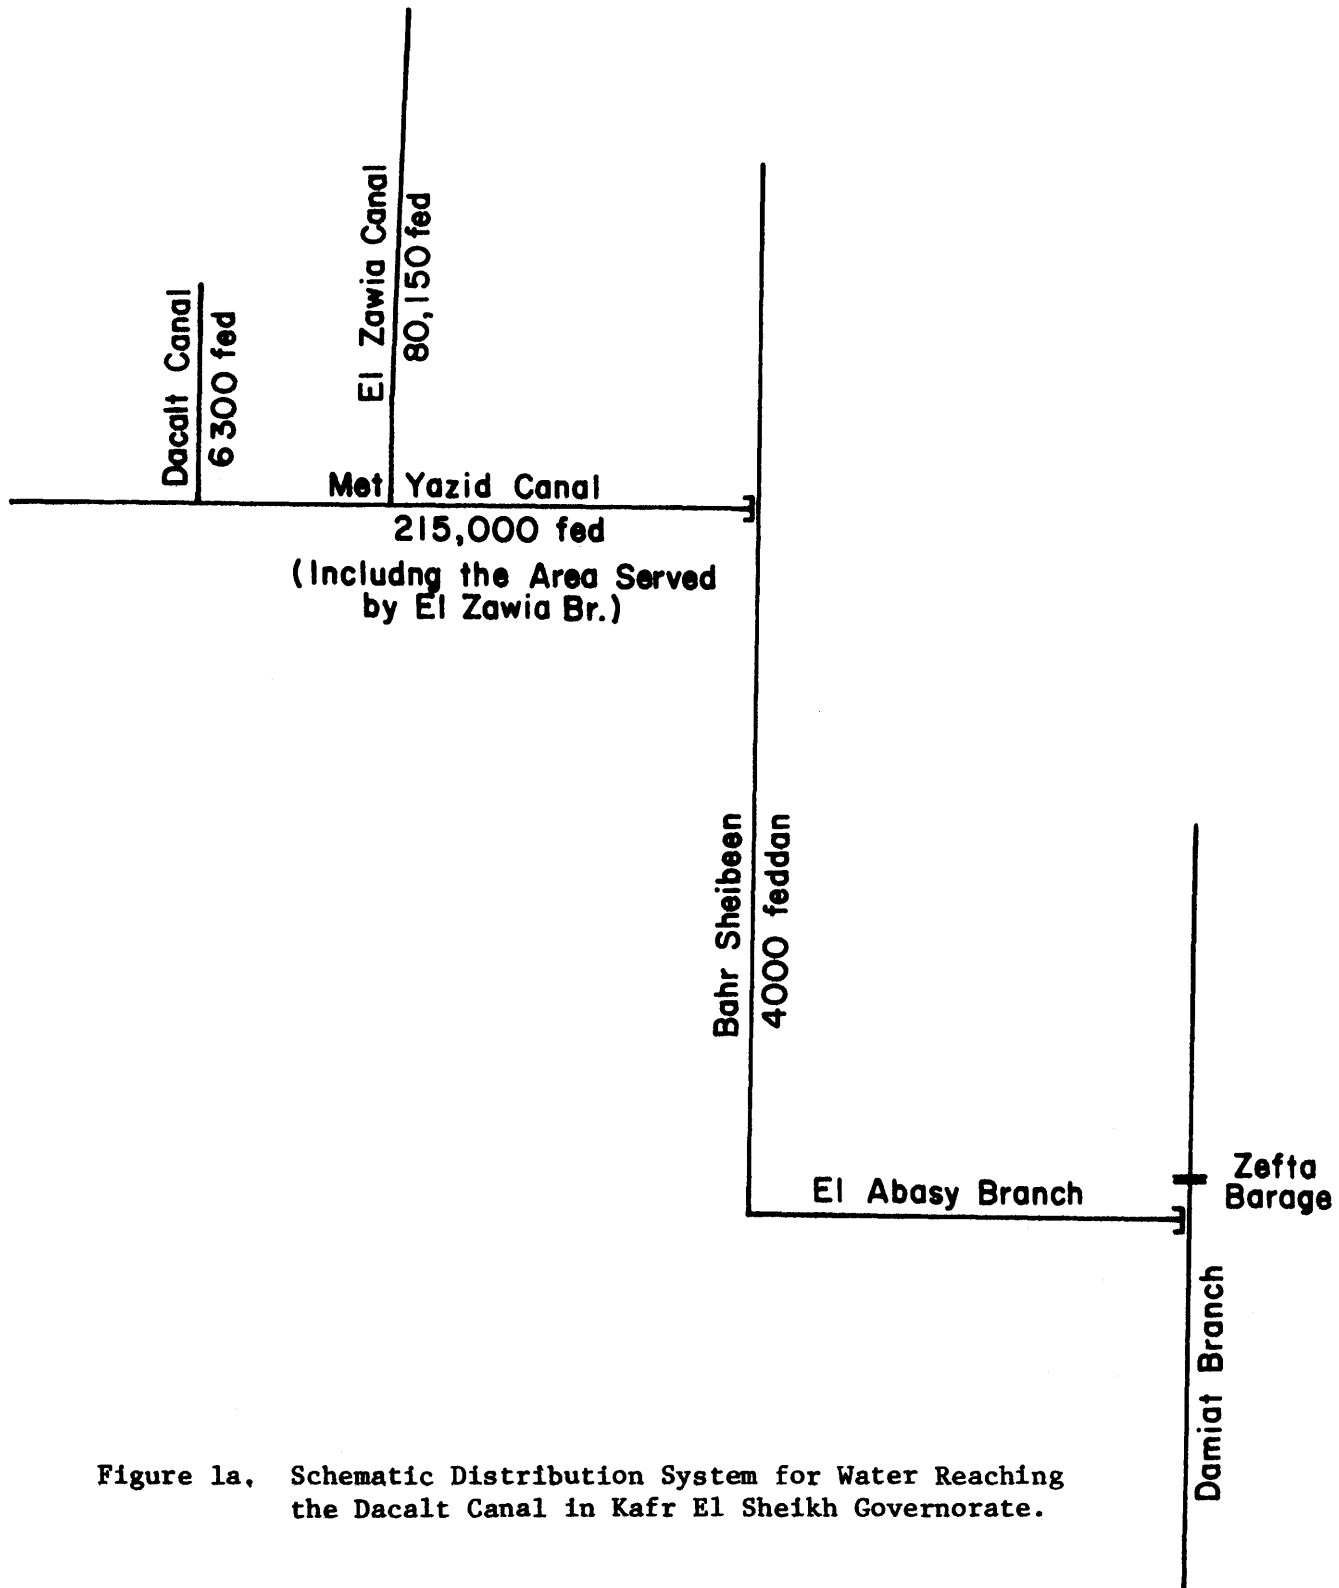 El Zawia Canal
80,150 fed
Dacalt Canal
6300 fed
Met Yazid Canal
215,000 fed
(Includng the Area Served
by El Zawia Br.)
Bahr Sheibeen
4000 feddan
El Abasy Branch
Zefta
Barage
Damiat Branch
Figure 1a. Schematic Distribution System for Water Reaching
the Dacalt Canal in Kafr El Sheikh Governorate.